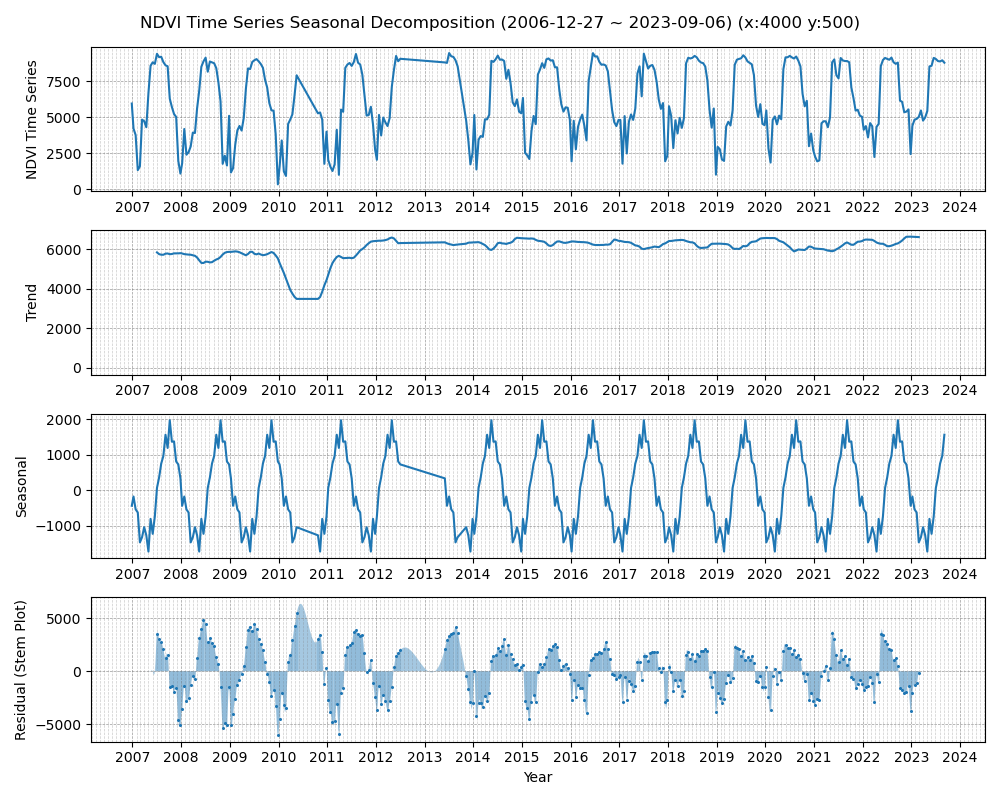 NDVI Time Series Seasonal Decomposition (2006-12-27 ~ 2023-09-06) (x:4000 y:500)
NDVI Time Series
7500
5000
2500
0
2007 2008 2009 2010 2011 2012 2013 2014 2015 2016 2017 2018 2019 2020 2021 2022 2023 2024
Trend
6000
4000
2000
0
2007 2008 2009 2010 2011 2012 2013 2014 2015 2016 2017 2018 2019 2020 2021 2022 2023 2024
Seasonal
2000
1000
0
−1000
2007 2008 2009 2010 2011 2012 2013 2014 2015 2016 2017 2018 2019 2020 2021 2022 2023 2024
Residual (Stem Plot)
5000
0
−5000
2007 2008 2009 2010 2011 2012 2013 2014 2015 2016 2017 2018 2019 2020 2021 2022 2023 2024
Year